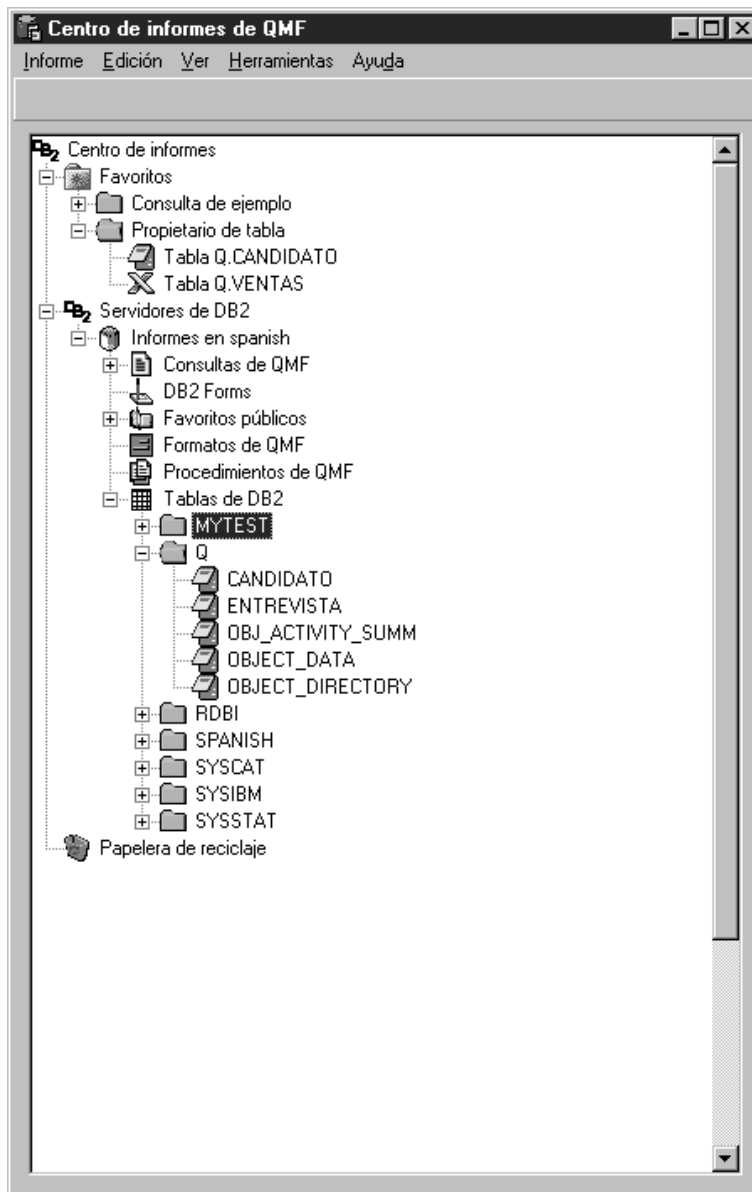 Centro de informes de QMF
Informe Edición Ver Herramientas Ayuda
DB2 Centro de informes
Favoritos
Consulta de ejemplo
Propietario de tabla
Tabla Q.CANDIDATO
Tabla Q.VENTAS
DB2 Servidores de DB2
Informes en spanish
Consultas de QMF
DB2 Forms
Favoritos públicos
Formatos de QMF
Procedimientos de QMF
Tablas de DB2
MYTEST
Q
CANDIDATO
ENTREVISTA
OBJ_ACTIVITY_SUMM
OBJECT_DATA
OBJECT_DIRECTORY
RDBI
SPANISH
SYSCAT
SYSIBM
SYSSTAT
Papelera de reciclaje